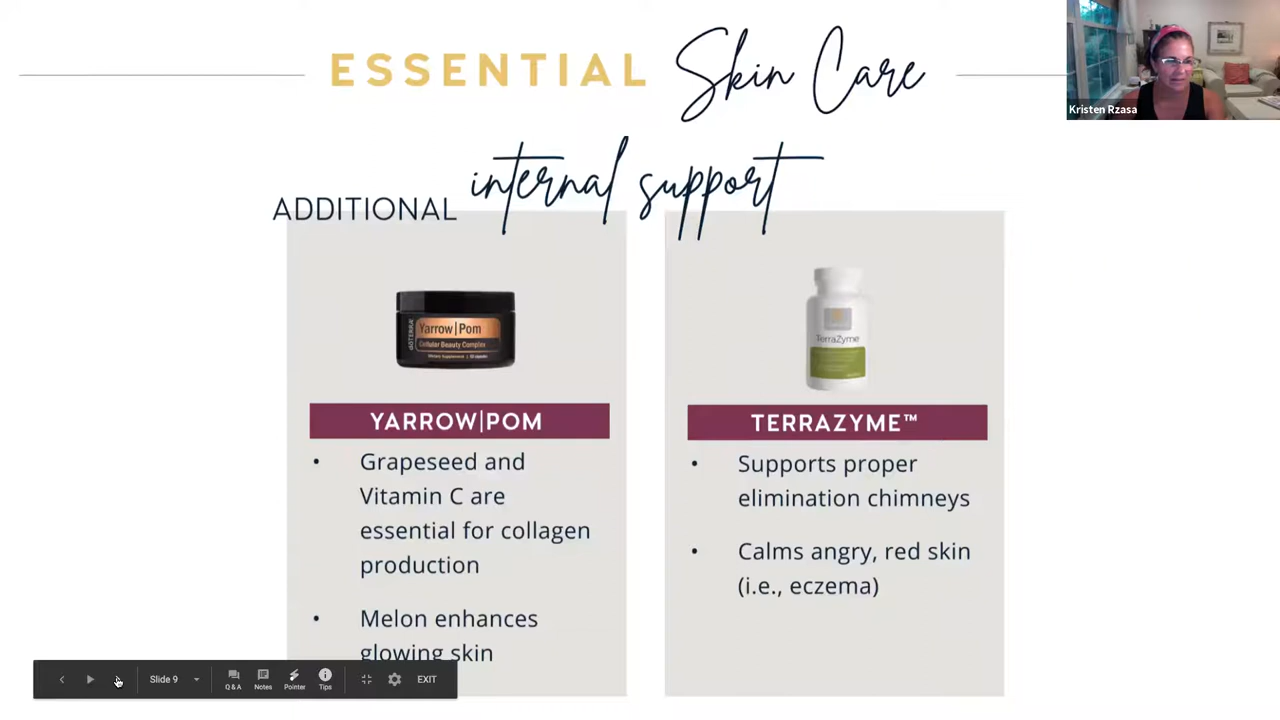 ESSENTIAL Skin Care
Kristen Rzasa
ADDITIONAL internal support
dōTERRA
Yarrow|Pom
Cellular Beauty Complex
TerraZyme
YARROW|POM
• Grapeseed and
Vitamin C are
essential for collagen
production
• Melon enhances
glowing skin
TERRAZYME™
• Supports proper
elimination chimneys
• Calms angry, red skin
(i.e., eczema)
Slide 9
Q & A
Notes
Pointer
Tips
EXIT